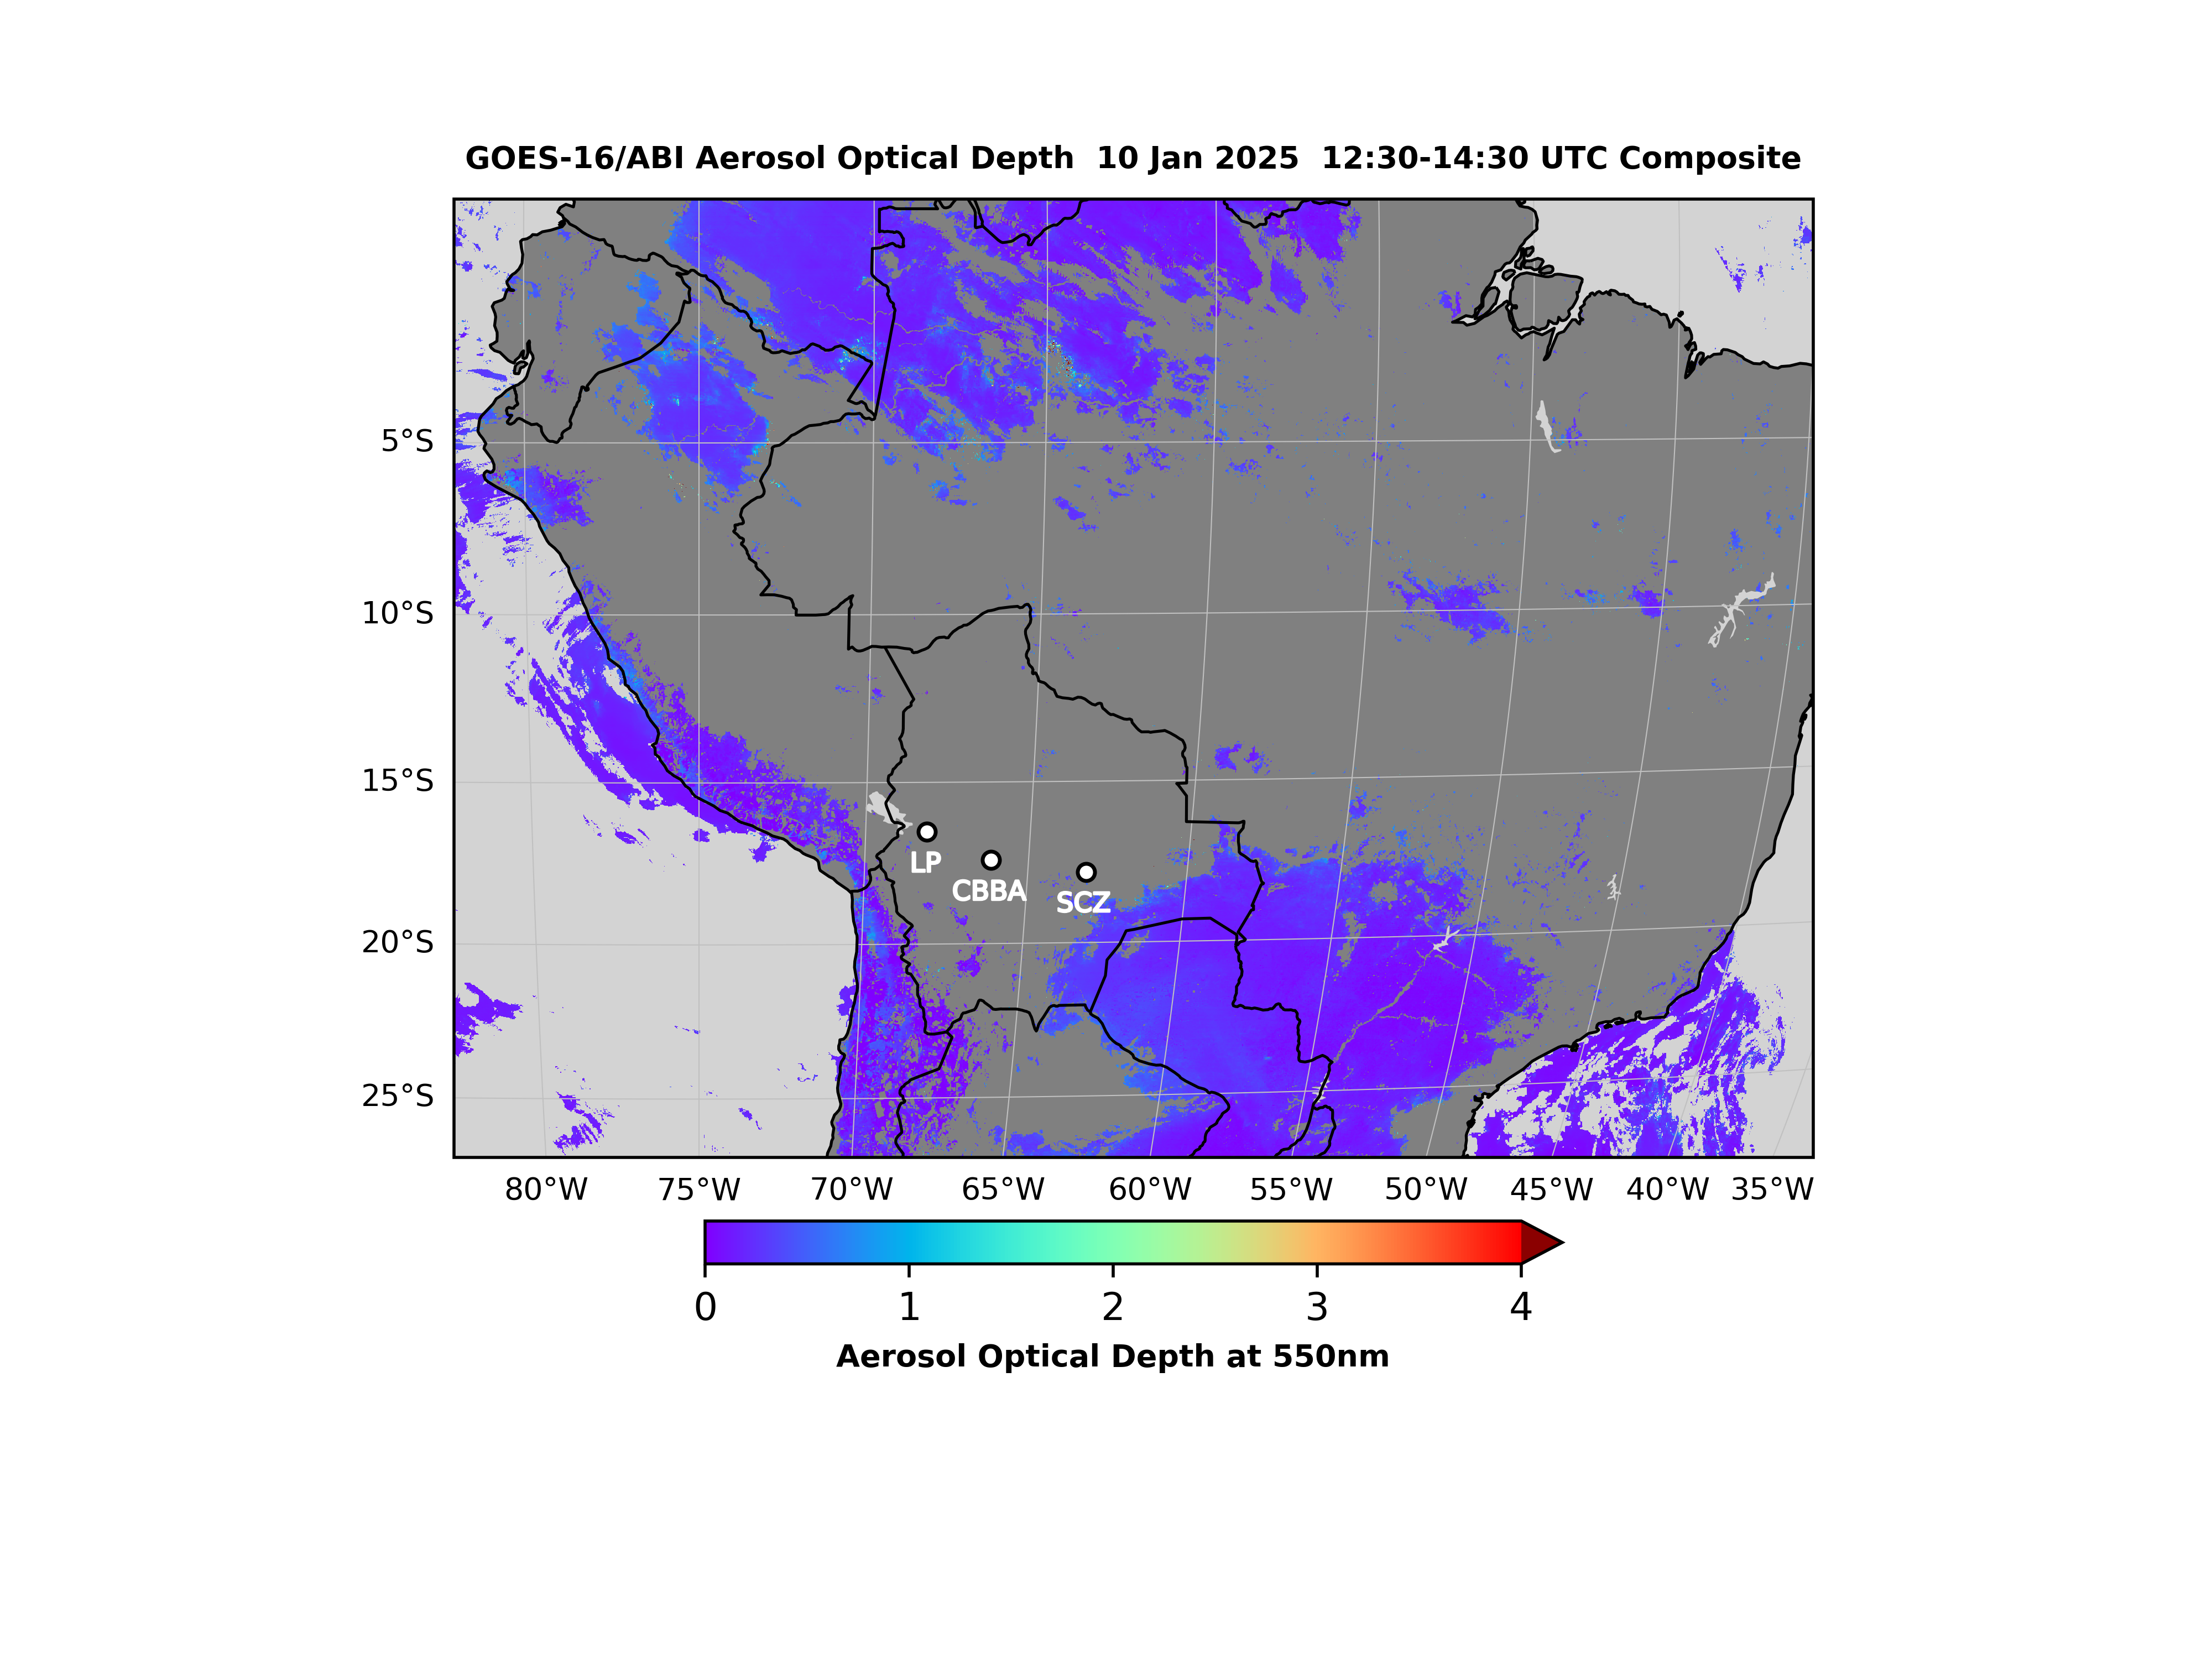 GOES-16/ABI Aerosol Optical Depth  10 Jan 2025  12:30-14:30 UTC Composite
5°S
10°S
15°S
LP
CBBA
SCZ
20°S
25°S
80°W 75°W 70°W 65°W 60°W 55°W 50°W 45°W 40°W 35°W
0 1 2 3 4
Aerosol Optical Depth at 550nm